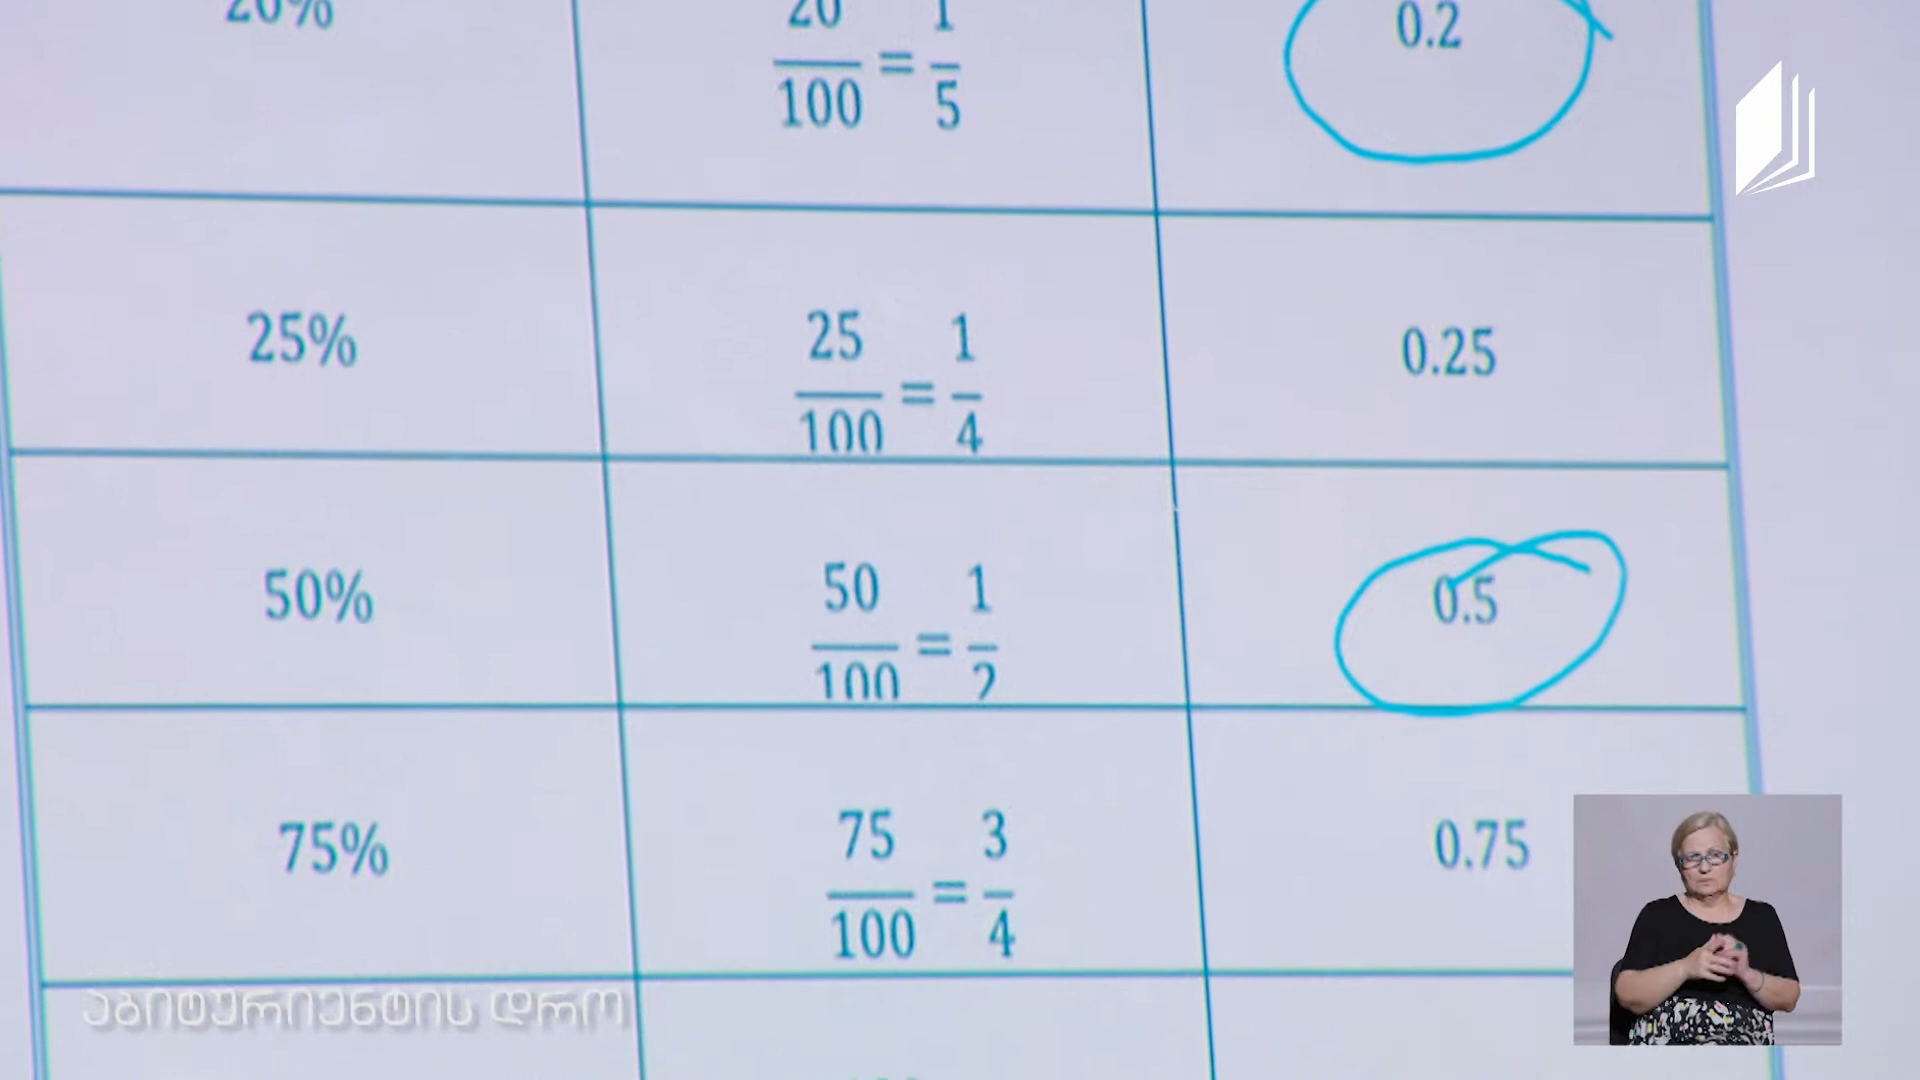 20% 20/100 = 1/5 0.2
25% 25/100 = 1/4 0.25
50% 50/100 = 1/2 0.5
75% 75/100 = 3/4 0.75
აბიტურიენტის დრო